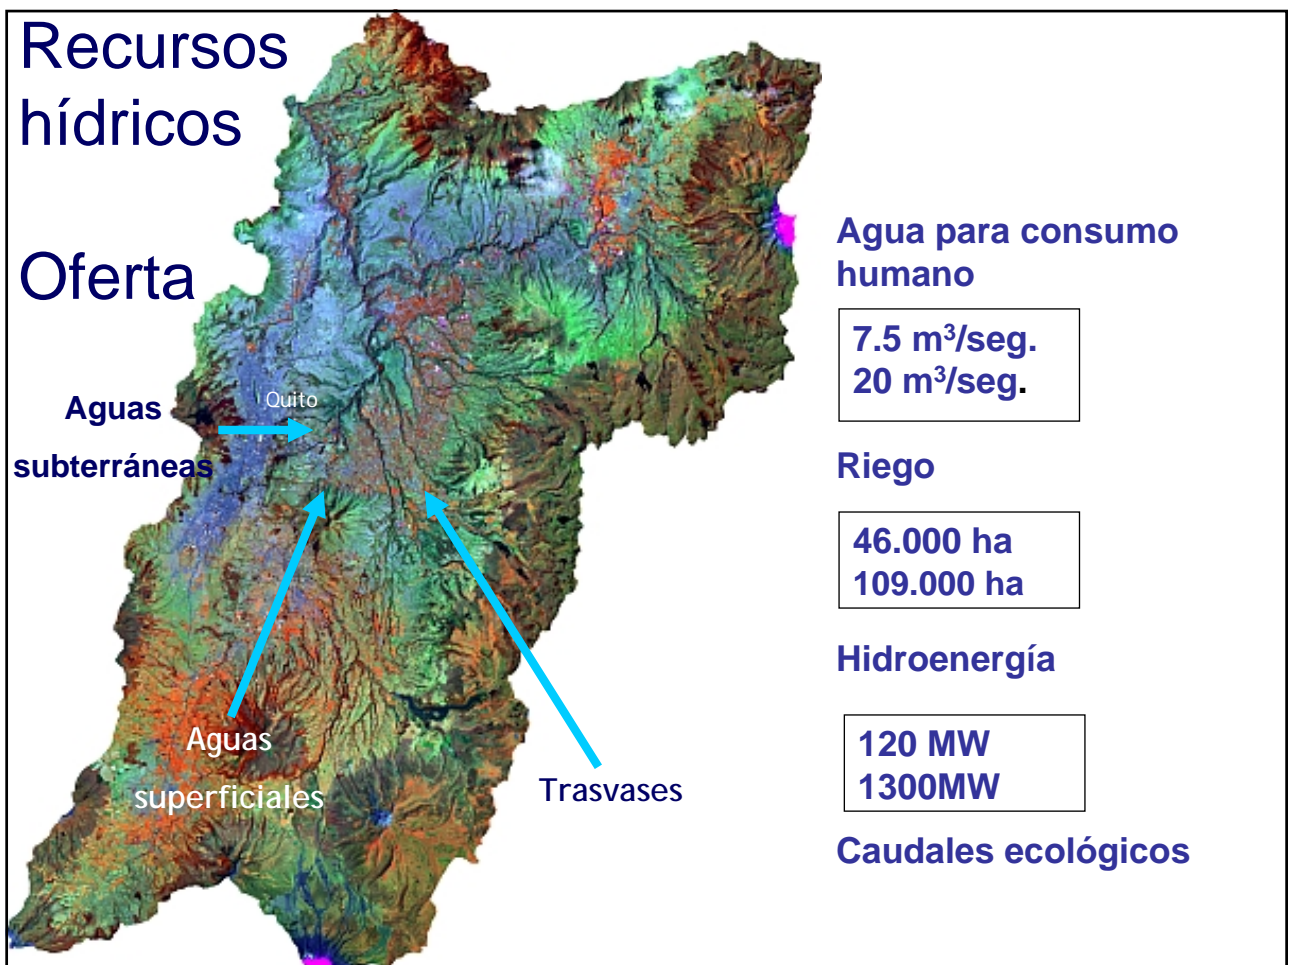 Recursos
hídricos
Oferta
Aguas
subterráneas
Quito
Aguas
superficiales
Trasvases
Agua para consumo
humano
7.5 m³/seg.
20 m³/seg.
Riego
46.000 ha
109.000 ha
Hidroenergía
120 MW
1300MW
Caudales ecológicos